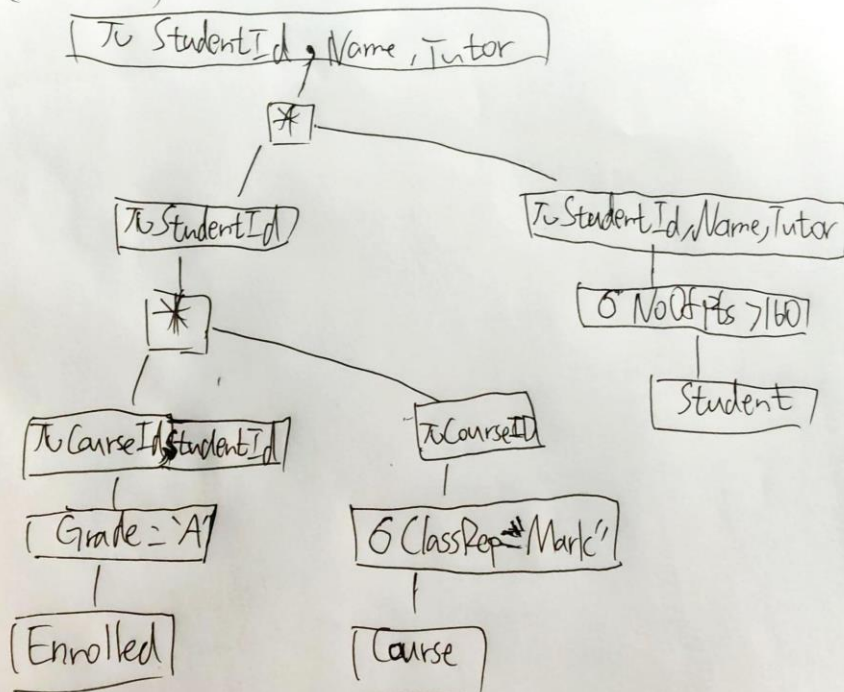 π StudentId, Name, Tutor
*
π StudentId
π StudentId, Name, Tutor
*
σ NoOfpts >160
Student
π CourseId, StudentId
π CourseID
Grade = 'A'
σ ClassRep="Mark"
Enrolled
Course